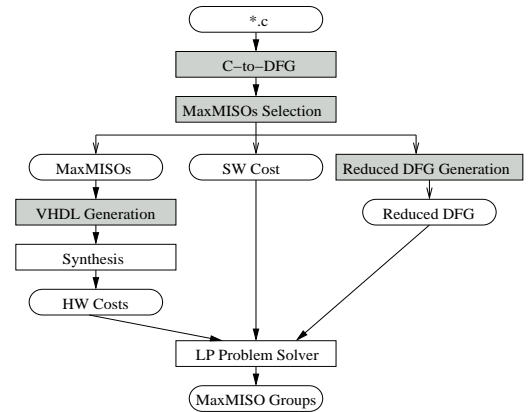 *.c
C−to−DFG
MaxMISOs Selection
MaxMISOs
SW Cost
Reduced DFG Generation
VHDL Generation
Reduced DFG
Synthesis
HW Costs
LP Problem Solver
MaxMISO Groups